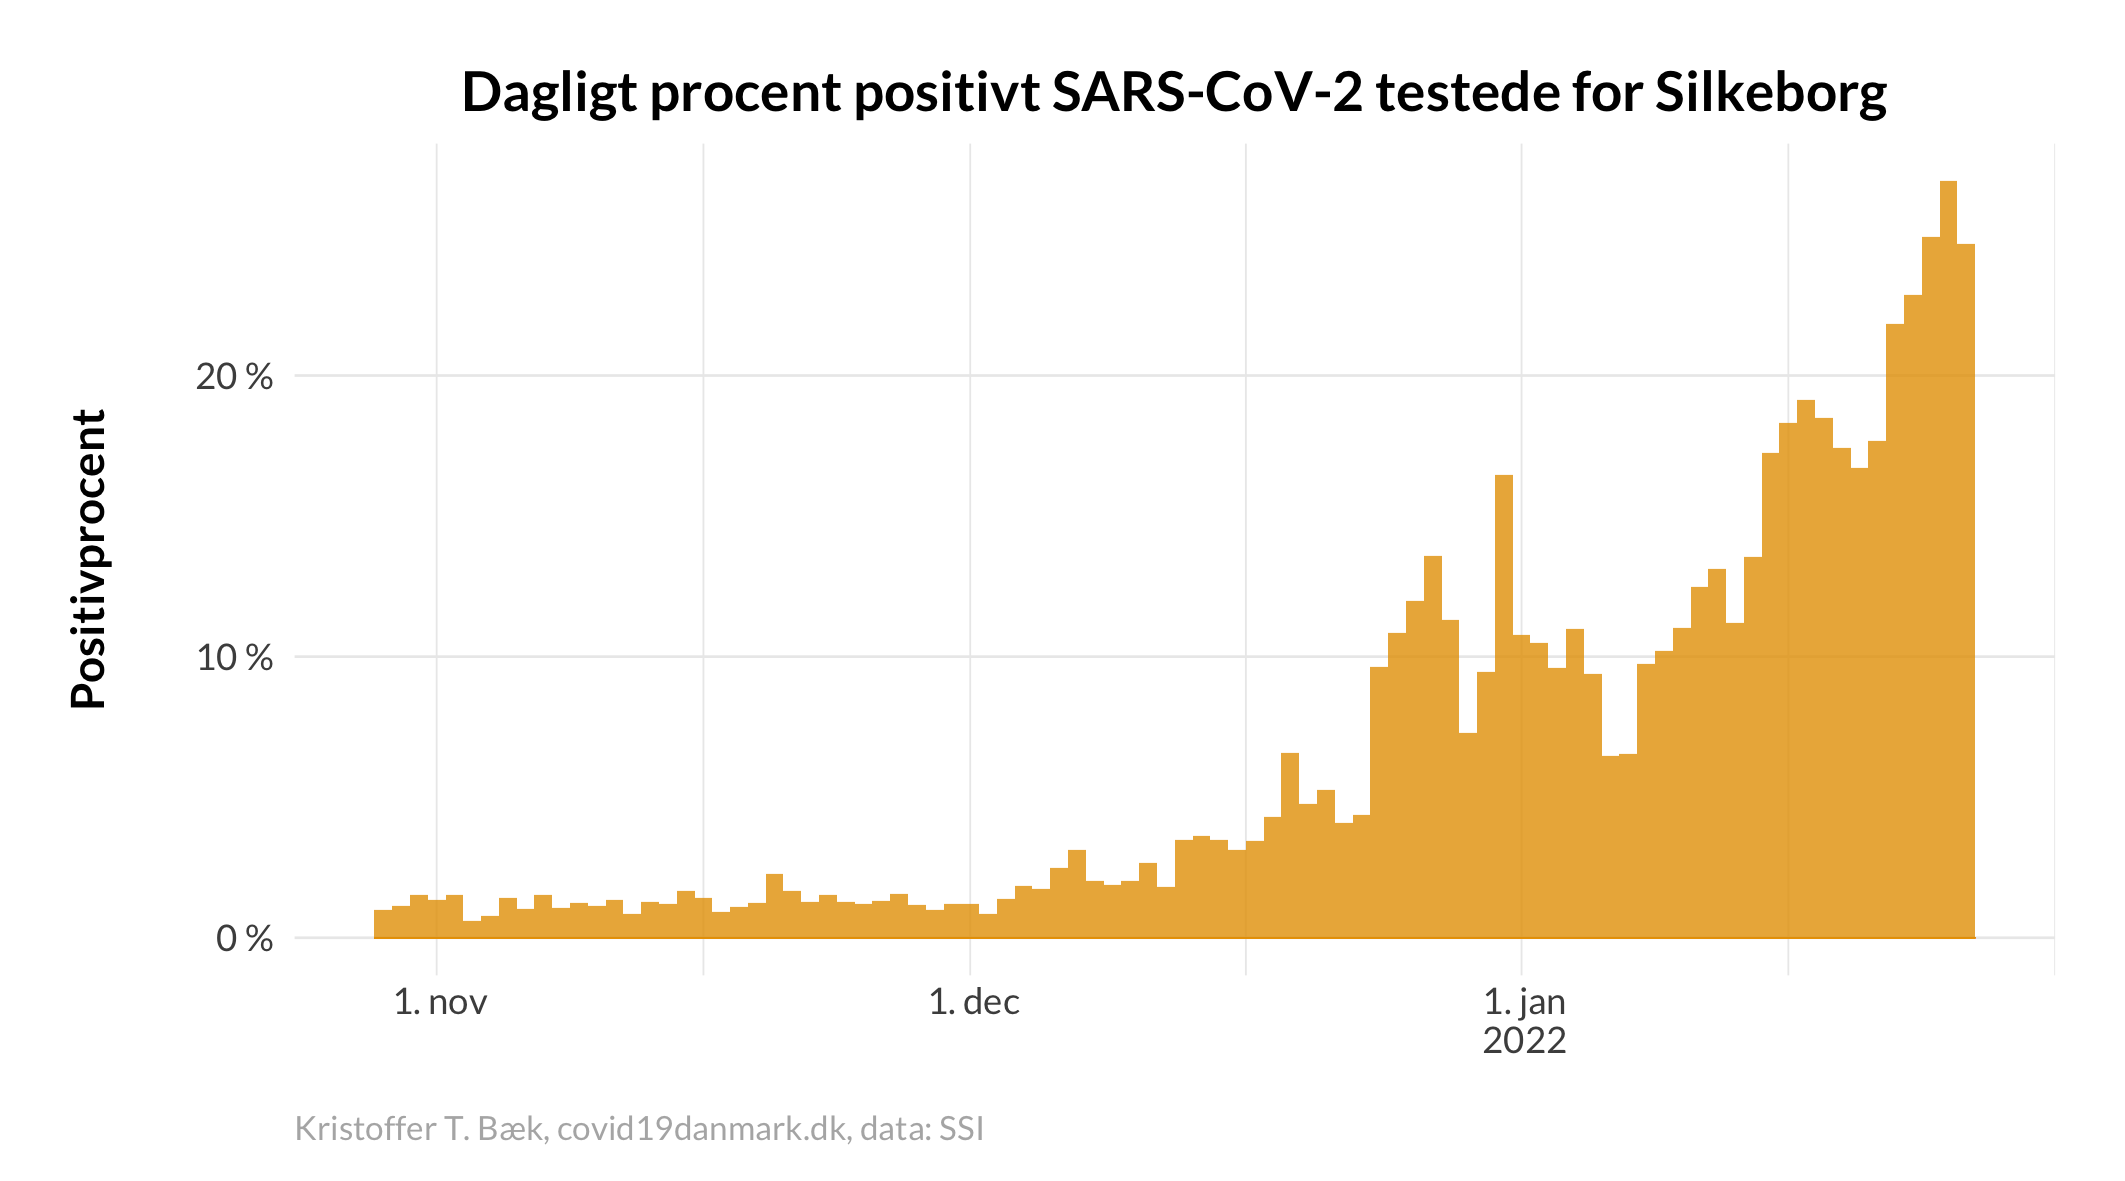 Dagligt procent positivt SARS-CoV-2 testede for Silkeborg
Positivprocent
20 %
10 %
0 %
1. nov
1. dec
1. jan
2022
Kristoffer T. Bæk, covid19danmark.dk, data: SSI